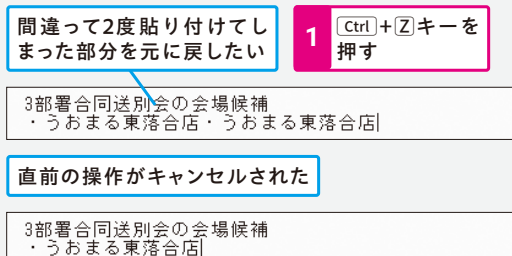 間違って2度貼り付けてし
まった部分を元に戻したい
1
Ctrl+Zキーを
押す
3部署合同送別会の会場候補
・うおまる東落合店・うおまる東落合店
直前の操作がキャンセルされた
3部署合同送別会の会場候補
・うおまる東落合店